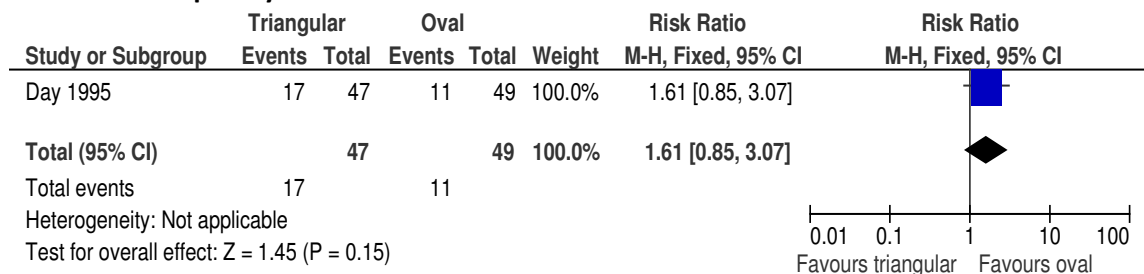 Triangular Oval Risk Ratio Risk Ratio
Study or Subgroup Events Total Events Total Weight M-H, Fixed, 95% CI M-H, Fixed, 95% CI
Day 1995 17 47 11 49 100.0% 1.61 [0.85, 3.07]
Total (95% CI) 47 49 100.0% 1.61 [0.85, 3.07]
Total events 17 11
Heterogeneity: Not applicable
Test for overall effect: Z = 1.45 (P = 0.15)
0.01 0.1 1 10 100
Favours triangular Favours oval